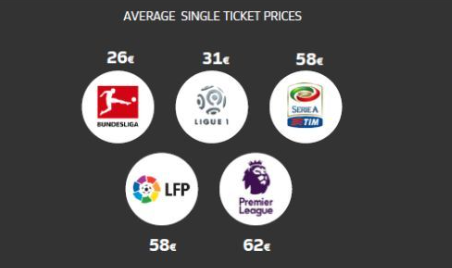 AVERAGE SINGLE TICKET PRICES
26€ 31€ 58€
BUNDESLIGA
LIGUE 1
SERIE A
TIM
LFP
Premier
League
58€ 62€